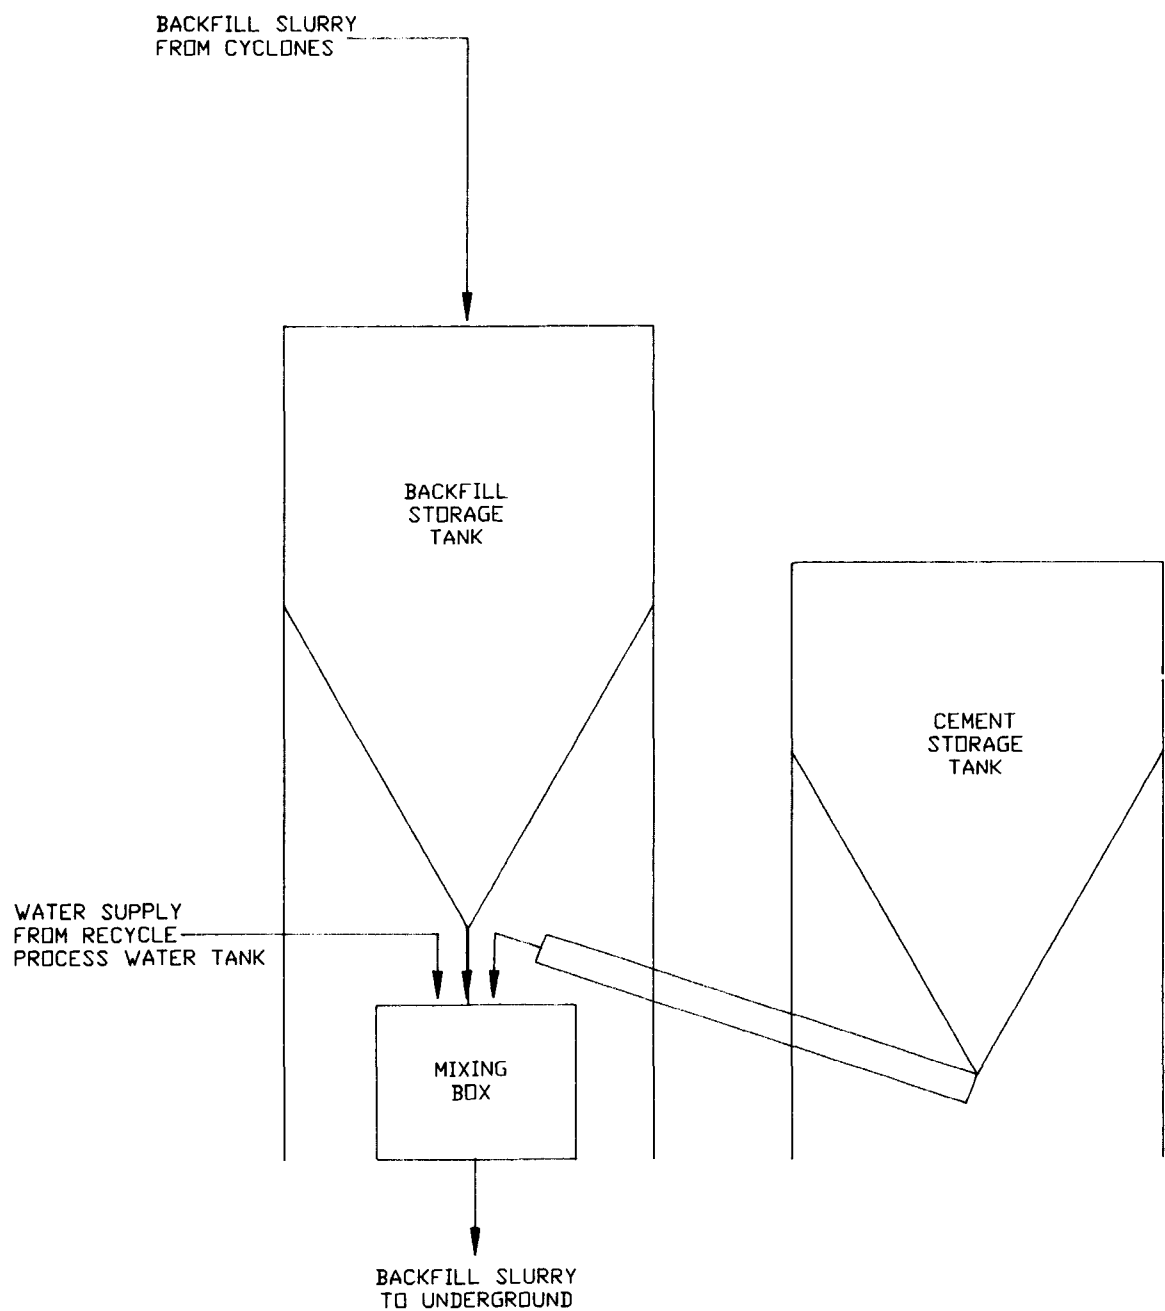 BACKFILL SLURRY
FROM CYCLONES
BACKFILL
STORAGE
TANK
CEMENT
STORAGE
TANK
WATER SUPPLY
FROM RECYCLE
PROCESS WATER TANK
MIXING
BOX
BACKFILL SLURRY
TO UNDERGROUND